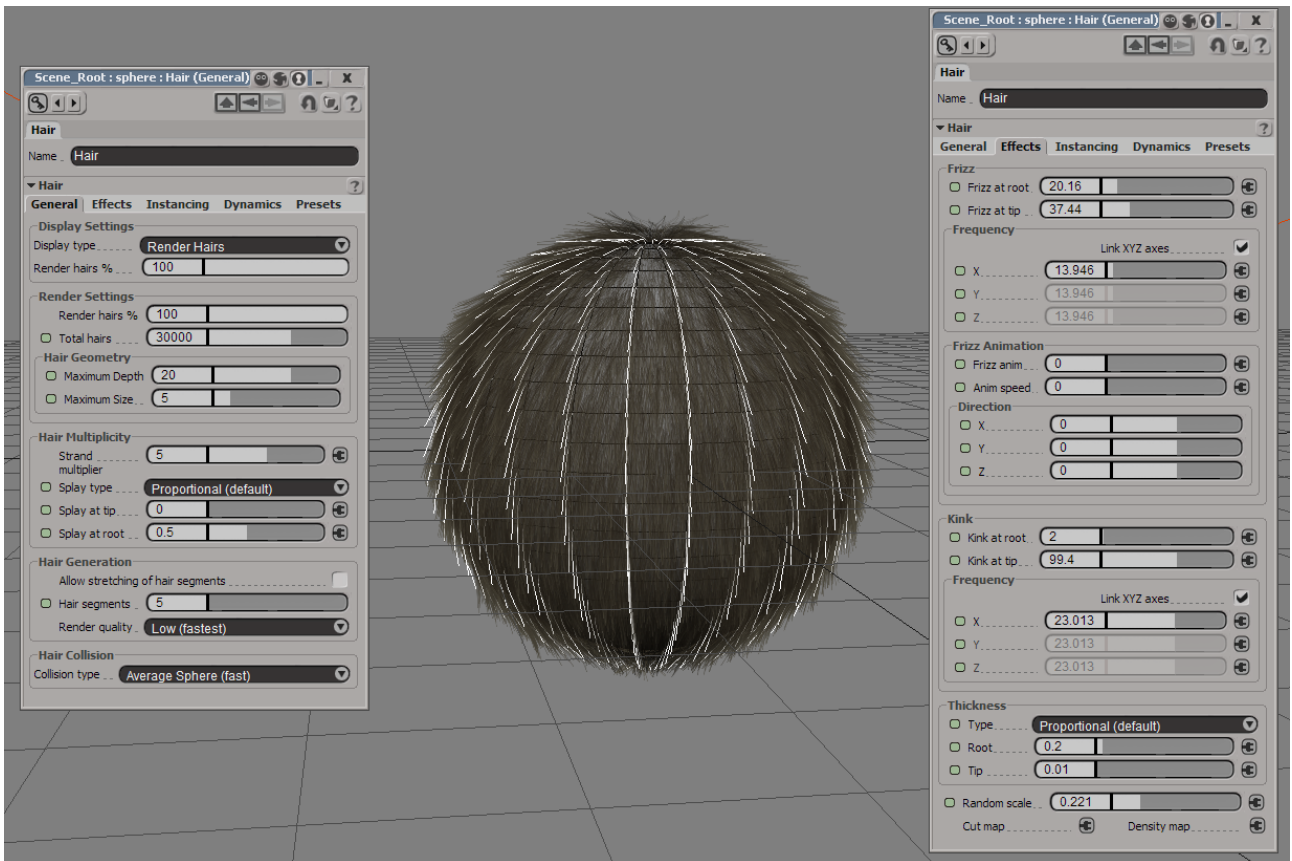 Scene_Root : sphere : Hair (General)
Hair
Name Hair
Hair
General Effects Instancing Dynamics Presets
Display Settings
Display type Render Hairs
Render hairs % 100
Render Settings
Render hairs % 100
Total hairs 30000
Hair Geometry
Maximum Depth 20
Maximum Size 5
Hair Multiplicity
Strand 5
multiplier
Splay type Proportional (default)
Splay at tip 0
Splay at root 0.5
Hair Generation
Allow stretching of hair segments
Hair segments 5
Render quality Low (fastest)
Hair Collision
Collision type Average Sphere (fast)
Scene_Root : sphere : Hair (General)
Hair
Name Hair
Hair
General Effects Instancing Dynamics Presets
Frizz
Frizz at root 20.16
Frizz at tip 37.44
Frequency
Link XYZ axes
X 13.946
Y 13.946
Z 13.946
Frizz Animation
Frizz anim 0
Anim speed 0
Direction
X 0
Y 0
Z 0
Kink
Kink at root 2
Kink at tip 99.4
Frequency
Link XYZ axes
X 23.013
Y 23.013
Z 23.013
Thickness
Type Proportional (default)
Root 0.2
Tip 0.01
Random scale 0.221
Cut map Density map